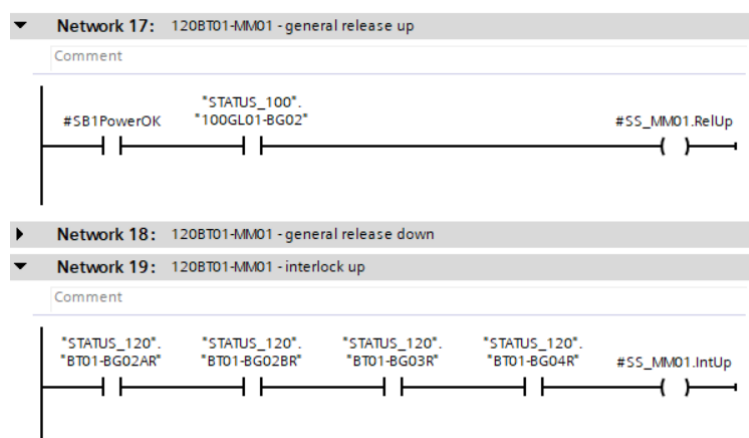 Network 17: 120BT01-MM01 - general release up
Comment
"STATUS_100".
#SB1PowerOK "100GL01-BG02" #SS_MM01.RelUp
Network 18: 120BT01-MM01 - general release down
Network 19: 120BT01-MM01 - interlock up
Comment
"STATUS_120". "STATUS_120". "STATUS_120". "STATUS_120".
"BT01-BG02AR" "BT01-BG02BR" "BT01-BG03R" "BT01-BG04R" #SS_MM01.IntUp